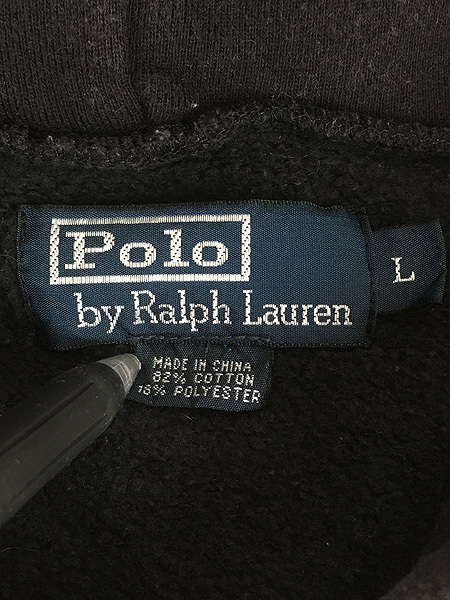 Polo
by Ralph Lauren
L
MADE IN CHINA
82% COTTON
18% POLYESTER